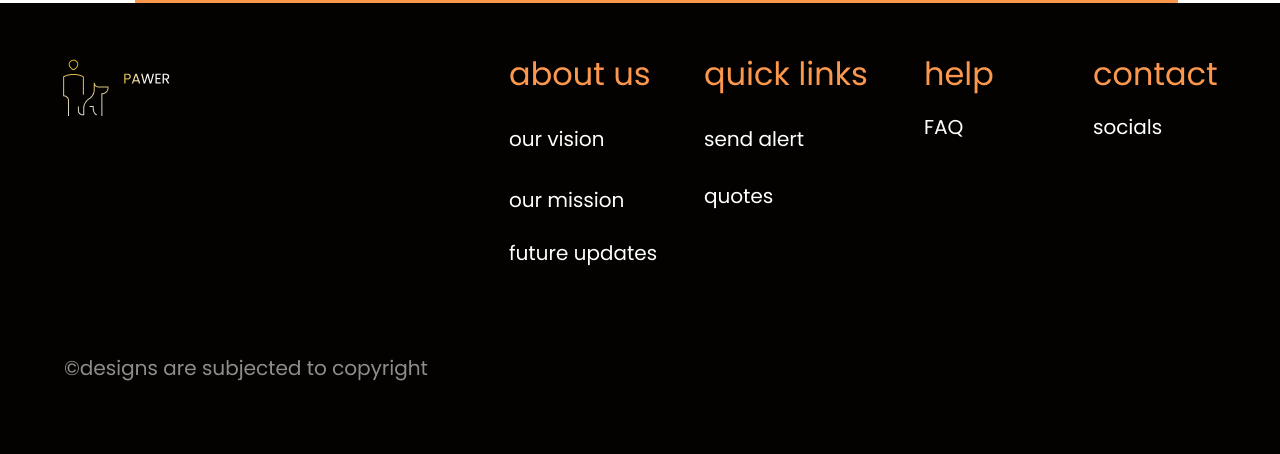 PAWER
about us
our vision
our mission
future updates
quick links
send alert
quotes
help
FAQ
contact
socials
©designs are subjected to copyright